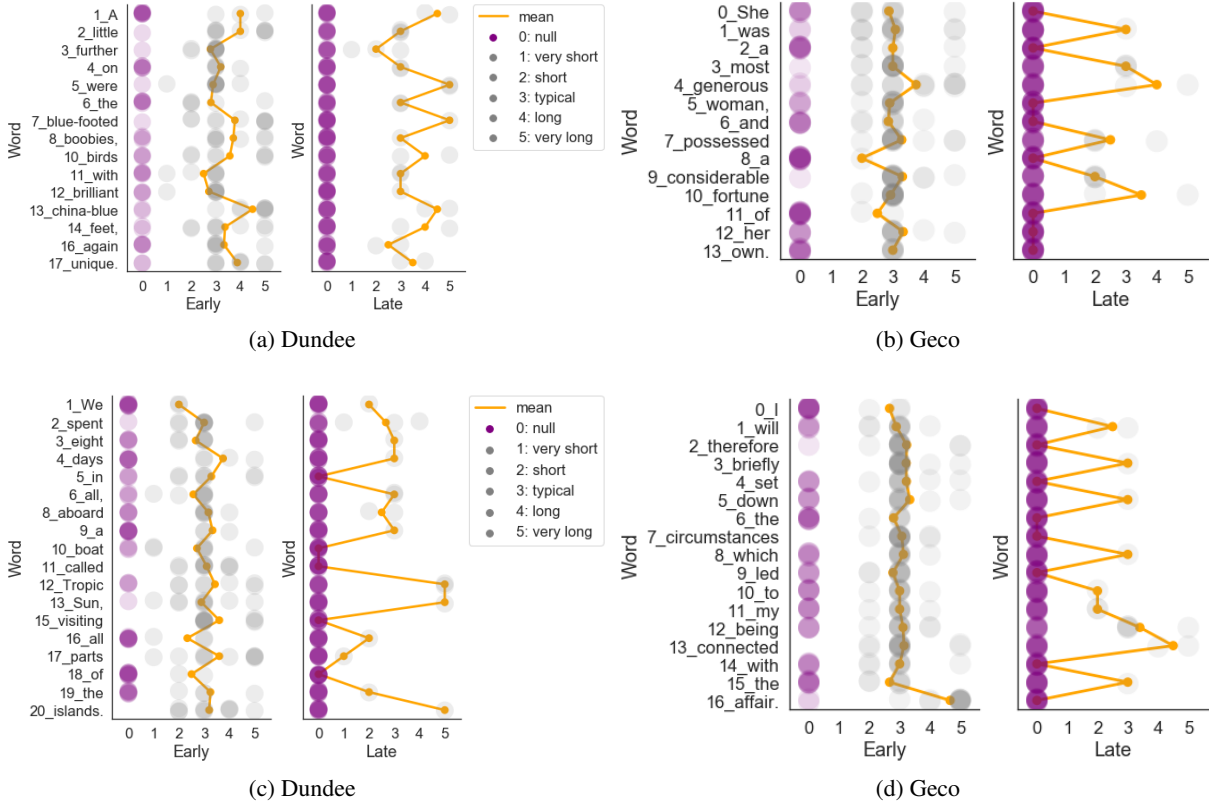 Word
1_A
2_little
3_further
4_on
5_were
6_the
7_blue-footed
8_boobies,
10_birds
11_with
12_brilliant
13_china-blue
14_feet,
16_again
17_unique.
0 1 2 3 4 5
Early
Word
0 1 2 3 4 5
Late
mean
0: null
1: very short
2: short
3: typical
4: long
5: very long
(a) Dundee
Word
0_She
1_was
2_a
3_most
4_generous
5_woman,
6_and
7_possessed
8_a
9_considerable
10_fortune
11_of
12_her
13_own.
0 1 2 3 4 5
Early
Word
0 1 2 3 4 5
Late
(b) Geco
Word
1_We
2_spent
3_eight
4_days
5_in
6_all,
8_aboard
9_a
10_boat
11_called
12_Tropic
13_Sun,
15_visiting
16_all
17_parts
18_of
19_the
20_islands.
0 1 2 3 4 5
Early
Word
0 1 2 3 4 5
Late
mean
0: null
1: very short
2: short
3: typical
4: long
5: very long
(c) Dundee
Word
0_I
1_will
2_therefore
3_briefly
4_set
5_down
6_the
7_circumstances
8_which
9_led
10_to
11_my
12_being
13_connected
14_with
15_the
16_affair.
0 1 2 3 4 5
Early
Word
0 1 2 3 4 5
Late
(d) Geco